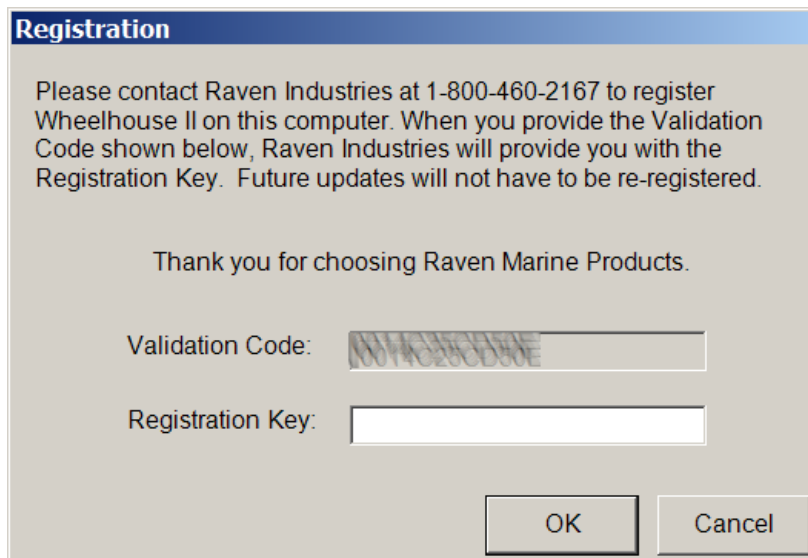 Registration
Please contact Raven Industries at 1-800-460-2167 to register
Wheelhouse II on this computer. When you provide the Validation
Code shown below, Raven Industries will provide you with the
Registration Key. Future updates will not have to be re-registered.
Thank you for choosing Raven Marine Products.
Validation Code:
Registration Key:
OK Cancel